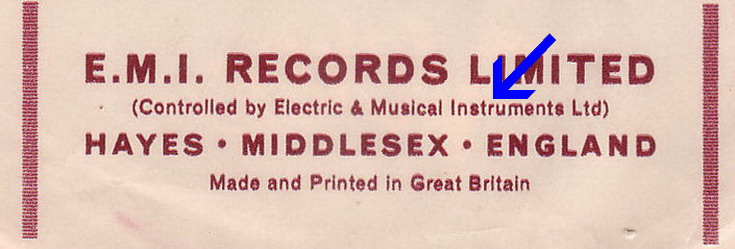 E.M.I. RECORDS LIMITED
(Controlled by Electric & Musical Instruments Ltd)
HAYES · MIDDLESEX · ENGLAND
Made and Printed in Great Britain